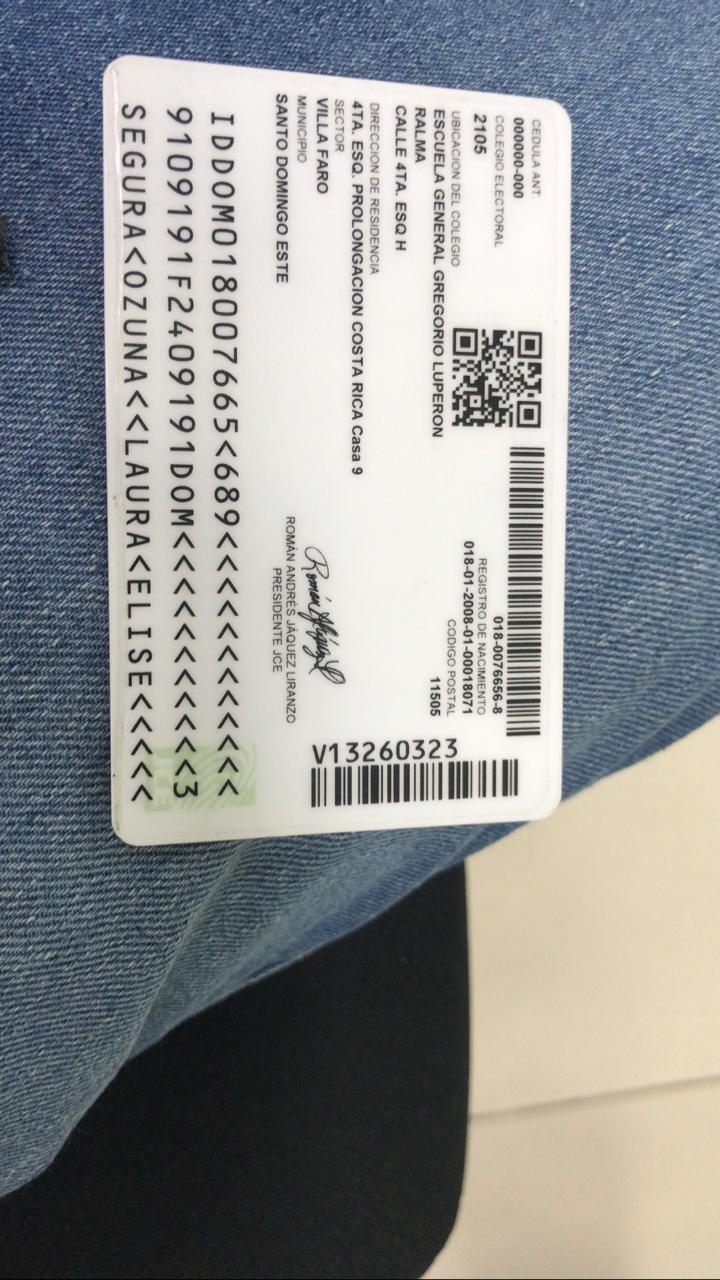 CEDULA ANT.
000000-000
COLEGIO ELECTORAL
2105
UBICACION DEL COLEGIO
ESCUELA GENERAL GREGORIO LUPERON
RALMA
CALLE 4TA. ESQ H
DIRECCION DE RESIDENCIA
4TA. ESQ. PROLONGACION COSTA RICA Casa 9
SECTOR
VILLA FARO
MUNICIPIO
SANTO DOMINGO ESTE
018-0076656-8
REGISTRO DE NACIMIENTO
018-01-2008-01-00018071
CODIGO POSTAL
11505
V13260323
Román Jáquez L
ROMÁN ANDRÉS JÁQUEZ LIRANZO
PRESIDENTE JCE
JCE
IDDOM018007665<689<<<<<<<<<<<<
9109191F2409191DOM<<<<<<<<<<<3
SEGURA<OZUNA<<LAURA<ELISE<<<<<